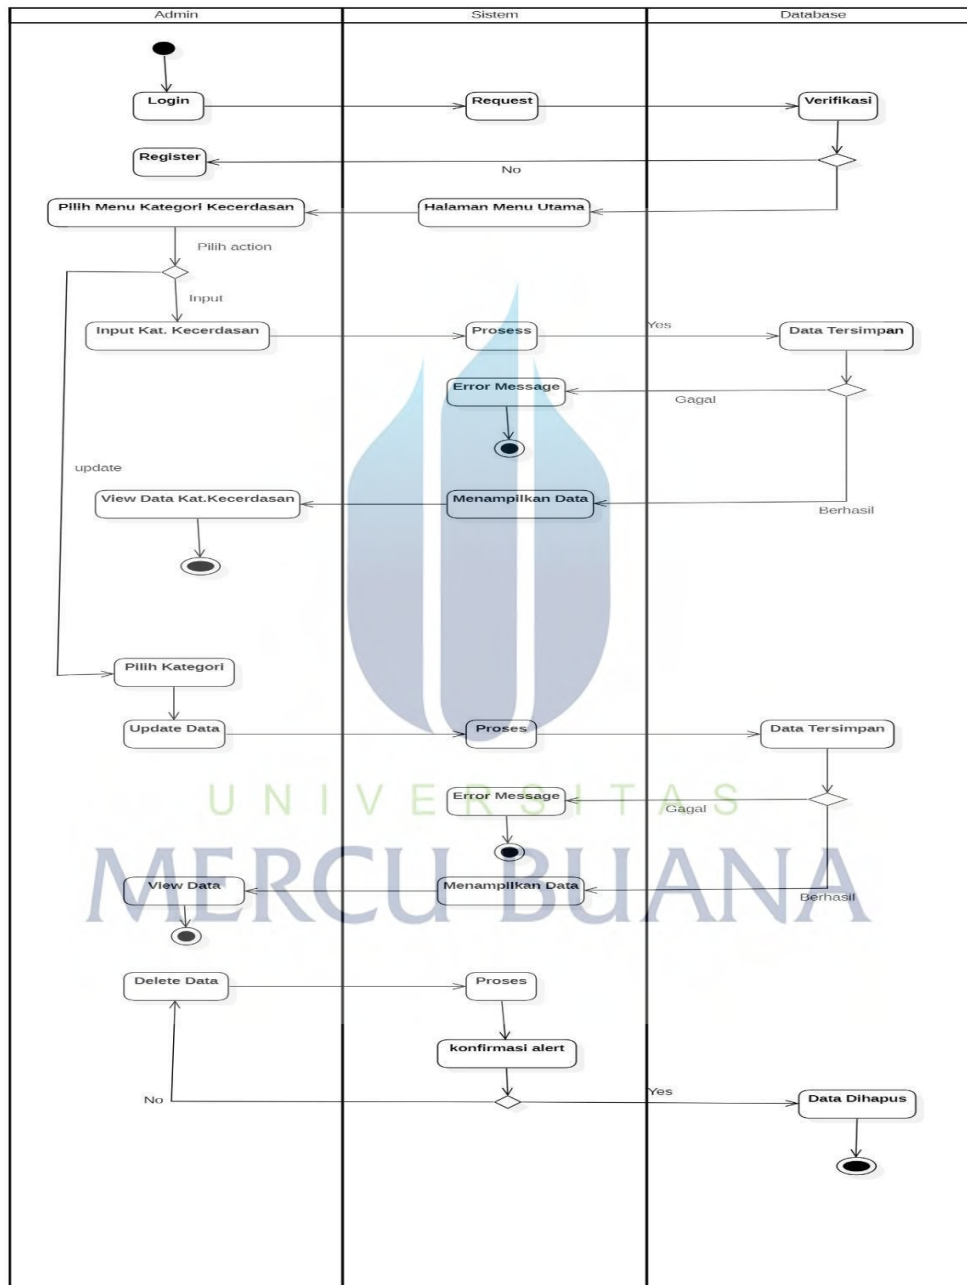 Admin
Sistem
Database
Login
Request
Verifikasi
Register
No
Pilih Menu Kategori Kecerdasan
Halaman Menu Utama
Pilih action
Input
Input Kat. Kecerdasan
Prosess
Yes
Data Tersimpan
Error Message
Gagal
update
View Data Kat.Kecerdasan
Menampilkan Data
Berhasil
Pilih Kategori
Update Data
Proses
Data Tersimpan
Error Message
Gagal
UNIVERSITAS
MERCU BUANA
View Data
Menampilkan Data
Berhasil
Delete Data
Proses
konfirmasi alert
No
Yes
Data Dihapus